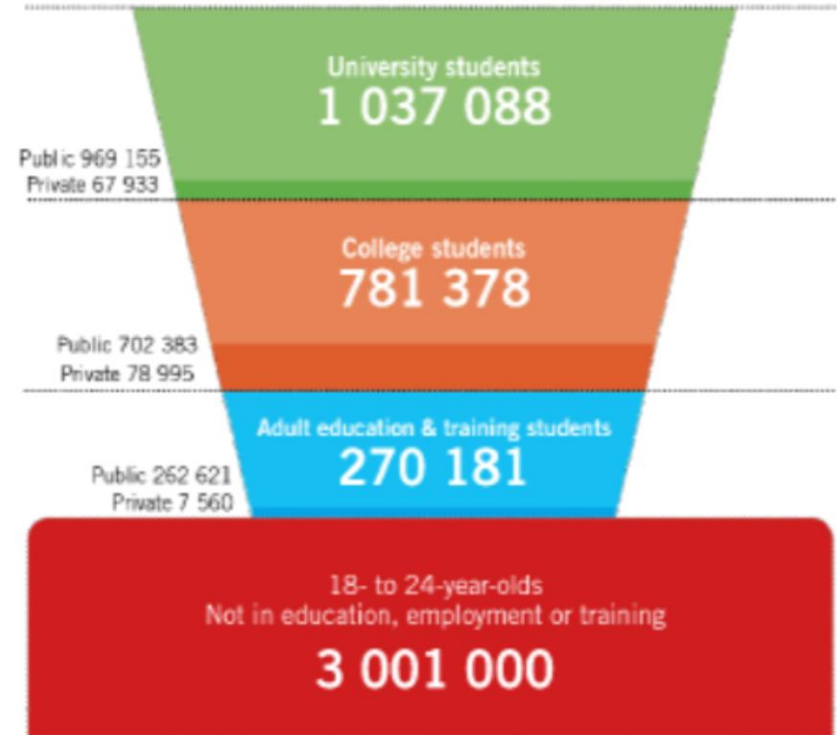 University students
1 037 088
Public 969 155
Private 67 933
College students
781 378
Public 702 383
Private 78 995
Adult education & training students
270 181
Public 262 621
Private 7 560
18- to 24-year-olds
Not in education, employment or training
3 001 000